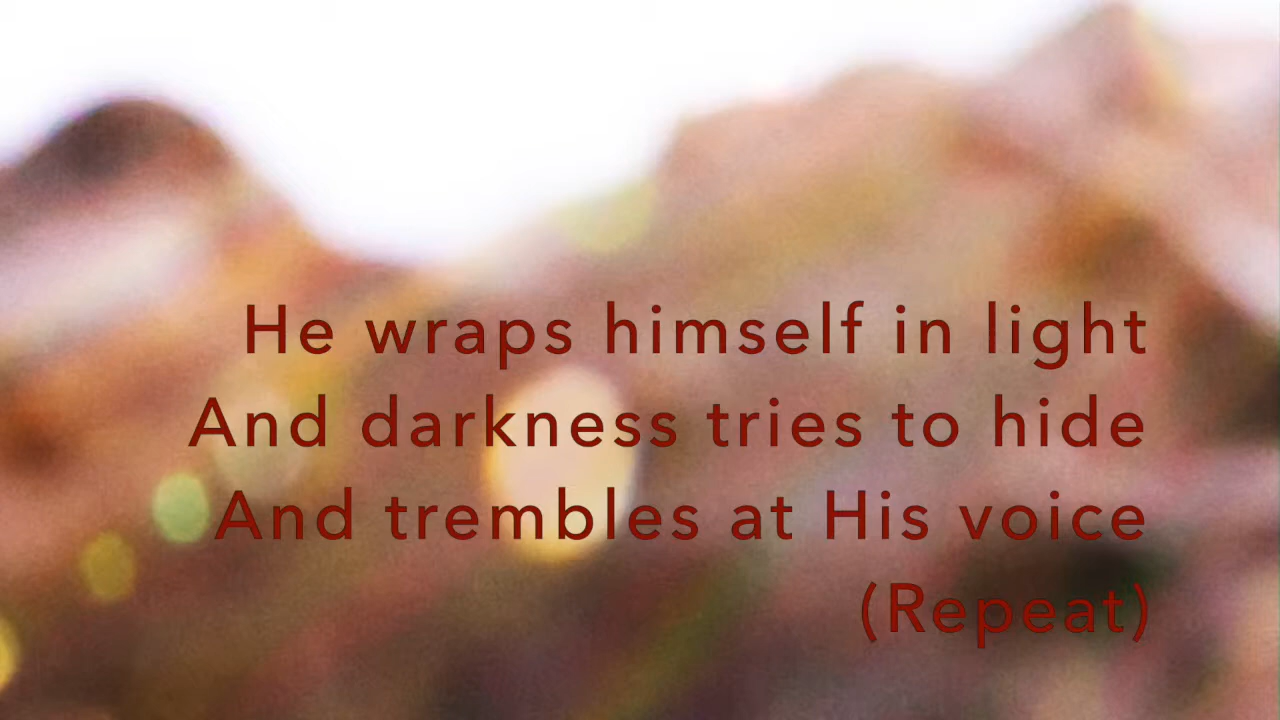 He wraps himself in light
And darkness tries to hide
And trembles at His voice
(Repeat)